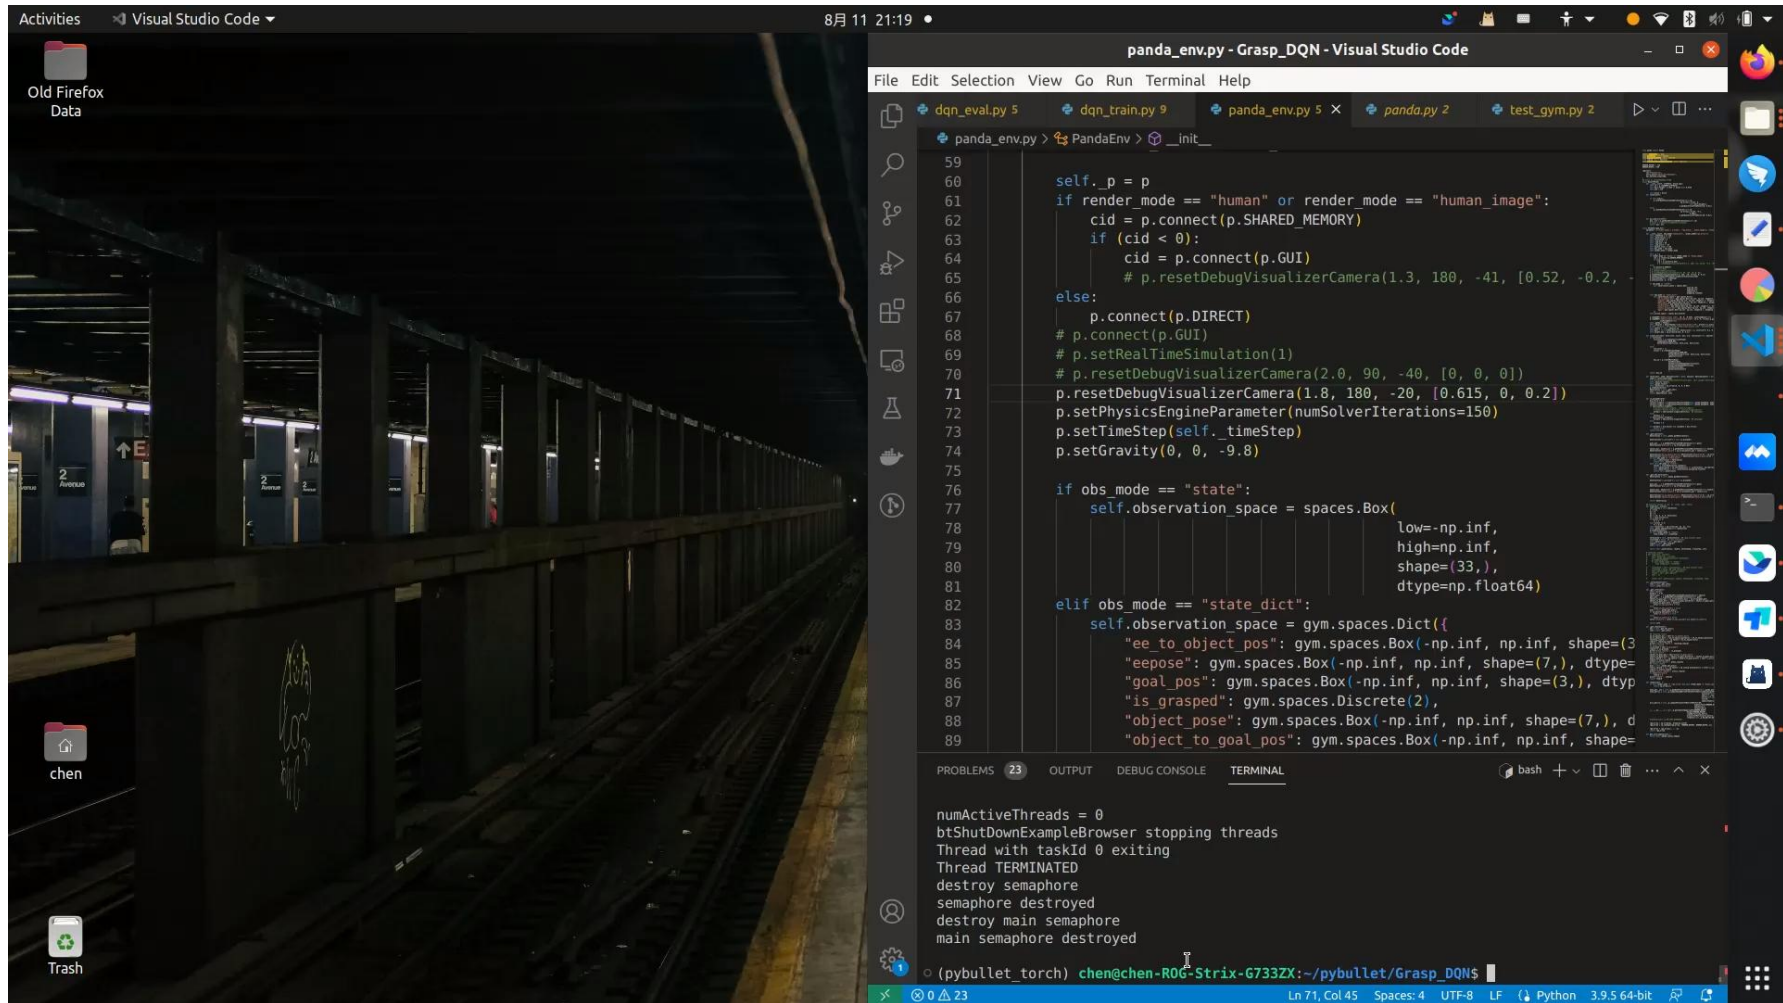 Activities
Visual Studio Code
8月 11 21:19
Old Firefox
Data
2
Avenue
2
Avenue
2
chen
Trash
panda_env.py - Grasp_DQN - Visual Studio Code
File Edit Selection View Go Run Terminal Help
dqn_eval.py 5 dqn_train.py 9 panda_env.py 5 panda.py 2 test_gym.py 2
panda_env.py > PandaEnv > __init__
59
60 self._p = p
61 if render_mode == "human" or render_mode == "human_image":
62 cid = p.connect(p.SHARED_MEMORY)
63 if (cid < 0):
64 cid = p.connect(p.GUI)
65 # p.resetDebugVisualizerCamera(1.3, 180, -41, [0.52, -0.2, -
66 else:
67 p.connect(p.DIRECT)
68 # p.connect(p.GUI)
69 # p.setRealTimeSimulation(1)
70 # p.resetDebugVisualizerCamera(2.0, 90, -40, [0, 0, 0])
71 p.resetDebugVisualizerCamera(1.8, 180, -20, [0.615, 0, 0.2])
72 p.setPhysicsEngineParameter(numSolverIterations=150)
73 p.setTimeStep(self._timeStep)
74 p.setGravity(0, 0, -9.8)
75
76 if obs_mode == "state":
77 self.observation_space = spaces.Box(
78 low=-np.inf,
79 high=np.inf,
80 shape=(33,),
81 dtype=np.float64)
82 elif obs_mode == "state_dict":
83 self.observation_space = gym.spaces.Dict({
84 "ee_to_object_pos": gym.spaces.Box(-np.inf, np.inf, shape=(3
85 "eepose": gym.spaces.Box(-np.inf, np.inf, shape=(7,), dtype=
86 "goal_pos": gym.spaces.Box(-np.inf, np.inf, shape=(3,), dtyp
87 "is_grasped": gym.spaces.Discrete(2),
88 "object_pose": gym.spaces.Box(-np.inf, np.inf, shape=(7,), d
89 "object_to_goal_pos": gym.spaces.Box(-np.inf, np.inf, shape=
PROBLEMS 23 OUTPUT DEBUG CONSOLE TERMINAL bash
numActiveThreads = 0
btShutDownExampleBrowser stopping threads
Thread with taskId 0 exiting
Thread TERMINATED
destroy semaphore
semaphore destroyed
destroy main semaphore
main semaphore destroyed
(pybullet_torch) chen@chen-ROG-Strix-G733ZX:~/pybullet/Grasp_DQN$
1
0 23 Ln 71, Col 45 Spaces: 4 UTF-8 LF Python 3.9.5 64-bit